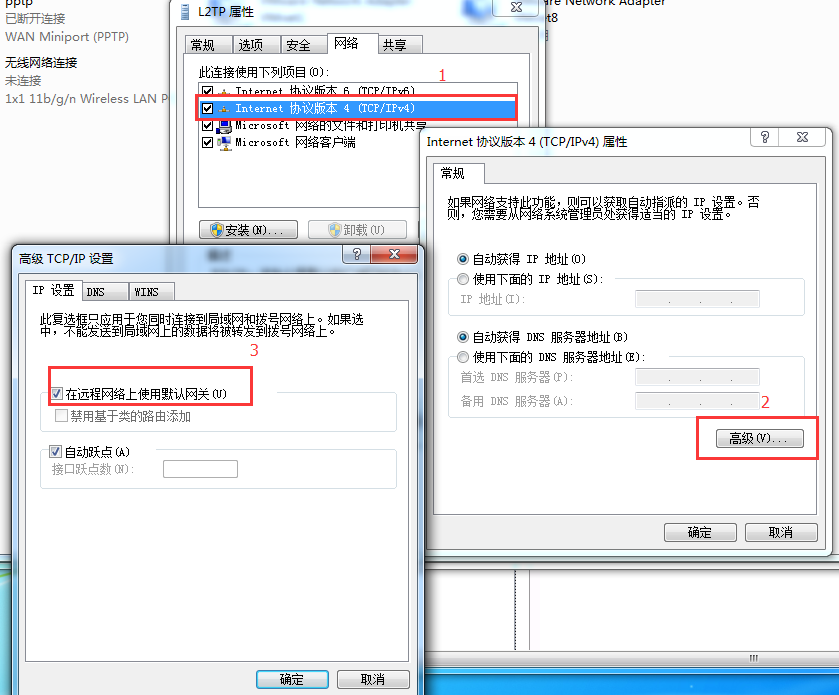 pptp
已断开连接
WAN Miniport (PPTP)
无线网络连接
未连接
1x1 11b/g/n Wireless LAN P
are Network Adapter
et8
L2TP 属性
常规
选项
安全
网络
共享
此连接使用下列项目(O):
1
Internet 协议版本 6 (TCP/IPv6)
Internet 协议版本 4 (TCP/IPv4)
Microsoft 网络的文件和打印机共享
Microsoft 网络客户端
安装(N)...
卸载(U)
Internet 协议版本 4 (TCP/IPv4) 属性
常规
如果网络支持此功能，则可以获取自动指派的 IP 设置。否
则，您需要从网络系统管理员处获得适当的 IP 设置。
自动获得 IP 地址(O)
使用下面的 IP 地址(S):
IP 地址(I):
自动获得 DNS 服务器地址(B)
使用下面的 DNS 服务器地址(E):
首选 DNS 服务器(P):
备用 DNS 服务器(A):
2
高级(V)...
确定
取消
高级 TCP/IP 设置
IP 设置
DNS
WINS
此复选框只应用于您同时连接到局域网和拨号网络上。如果选
中，不能发送到局域网上的数据将被转发到拨号网络上。
3
在远程网络上使用默认网关(U)
禁用基于类的路由添加
自动跃点(A)
接口跃点数(N):
确定
取消